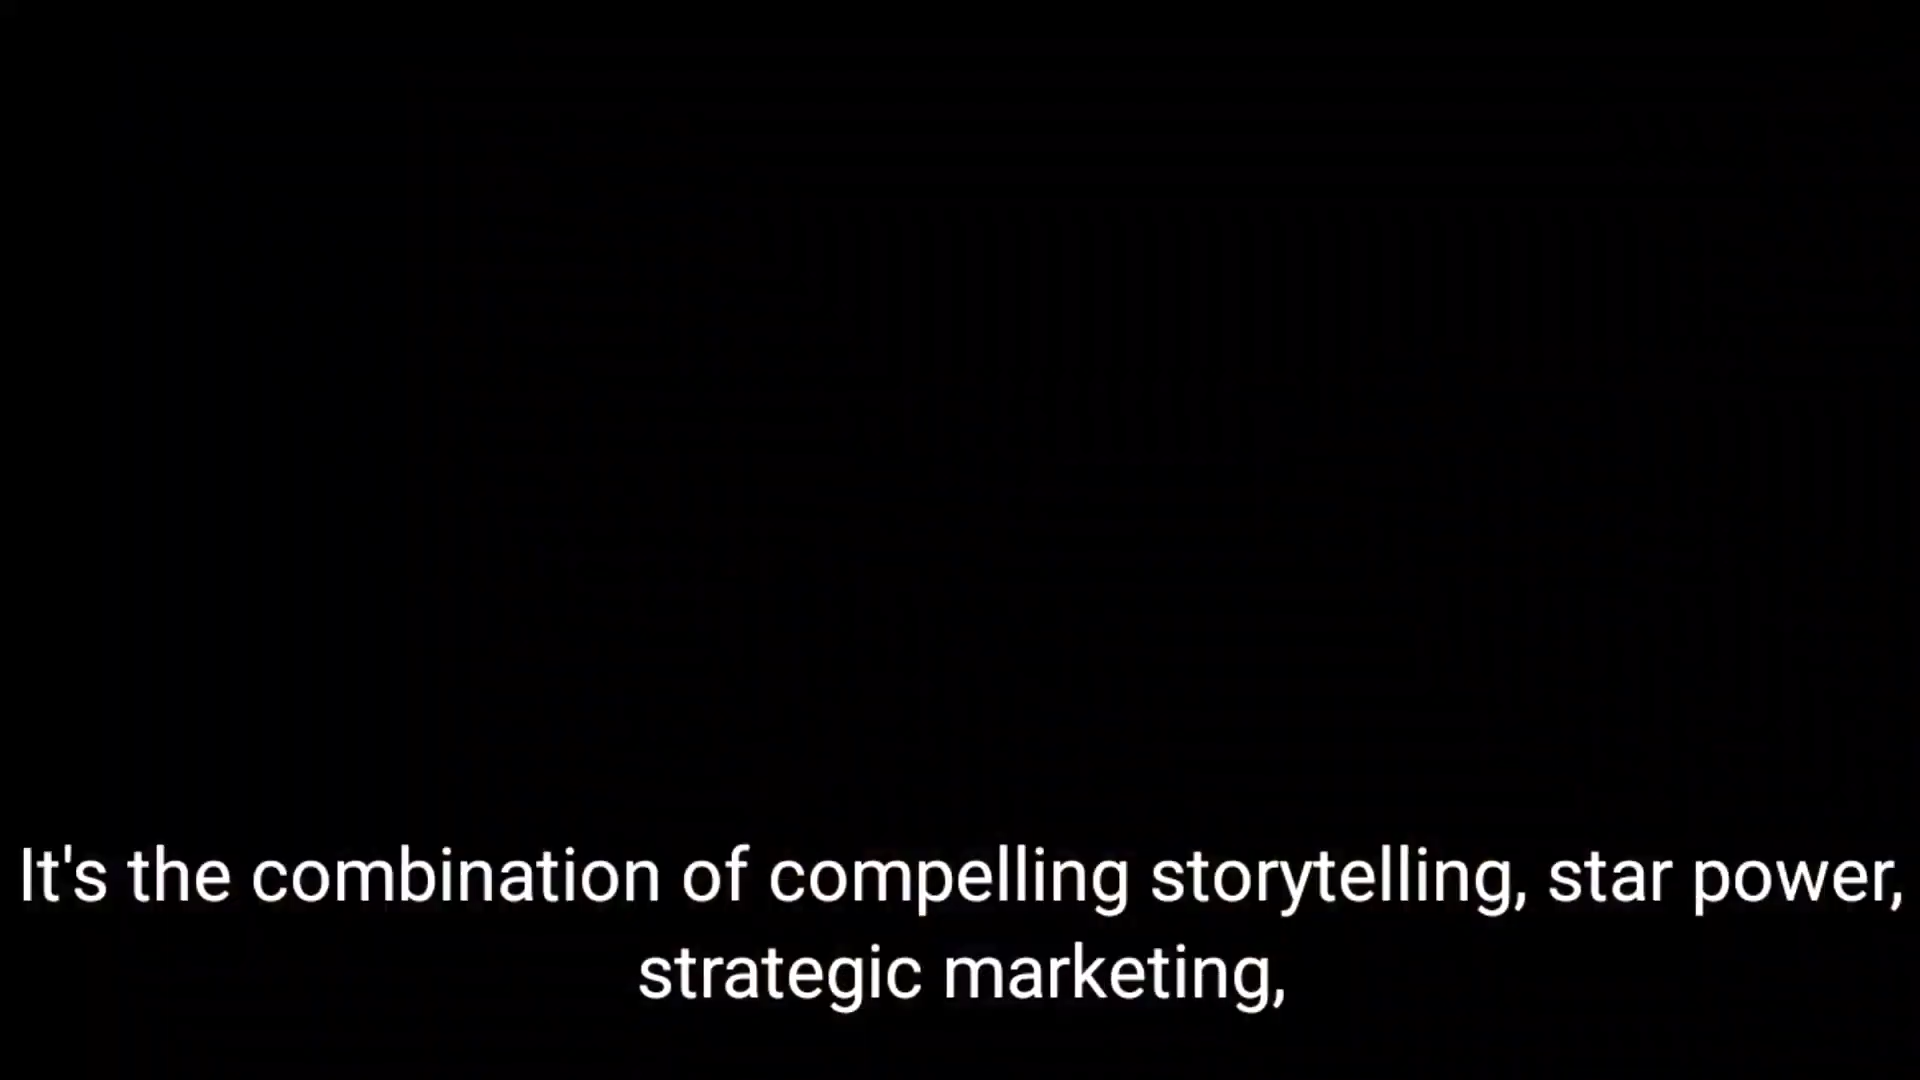 It's the combination of compelling storytelling, star power,
strategic marketing,